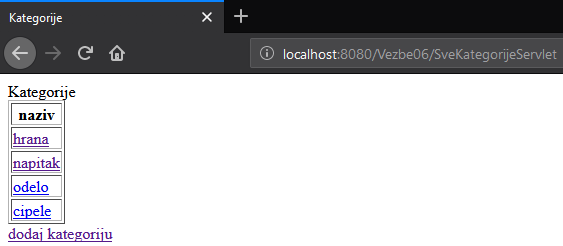 Kategorije
localhost:8080/Vezbe06/SveKategorijeServlet
Kategorije
naziv
hrana
napitak
odelo
cipele
dodaj kategoriju